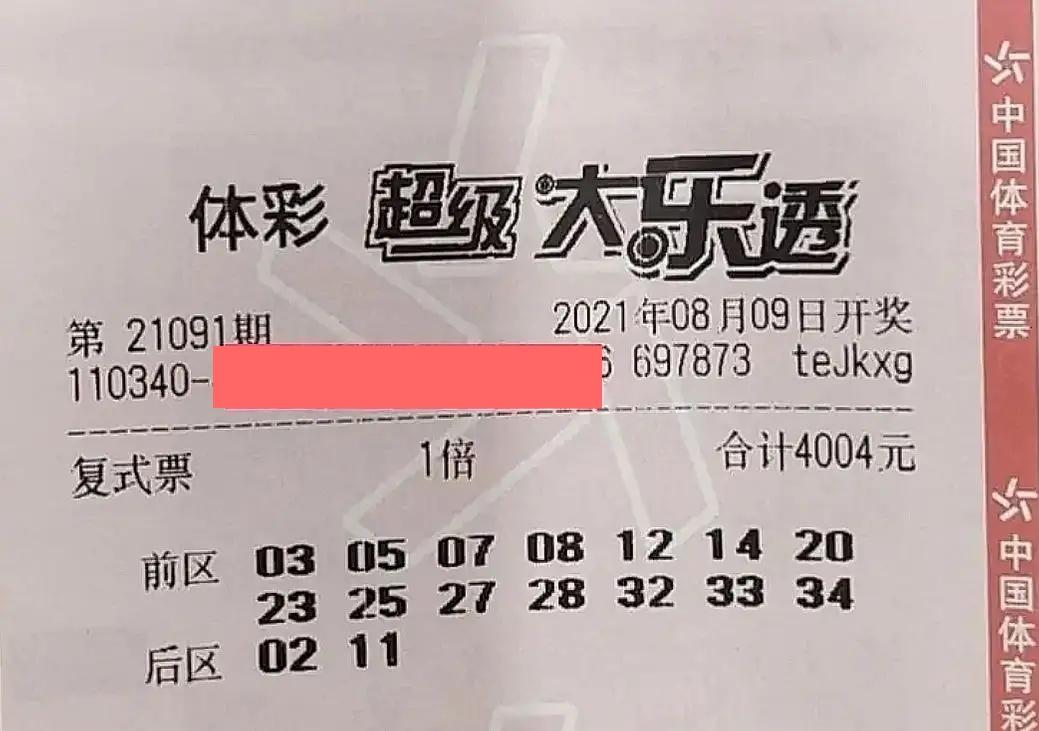 体彩 超级大乐透
第 21091期 2021年08月09日开奖
110340- 6 697873 teJkxg
复式票 1倍 合计4004元
前区 03 05 07 08 12 14 20
23 25 27 28 32 33 34
后区 02 11
中国体育彩票
中国体育彩